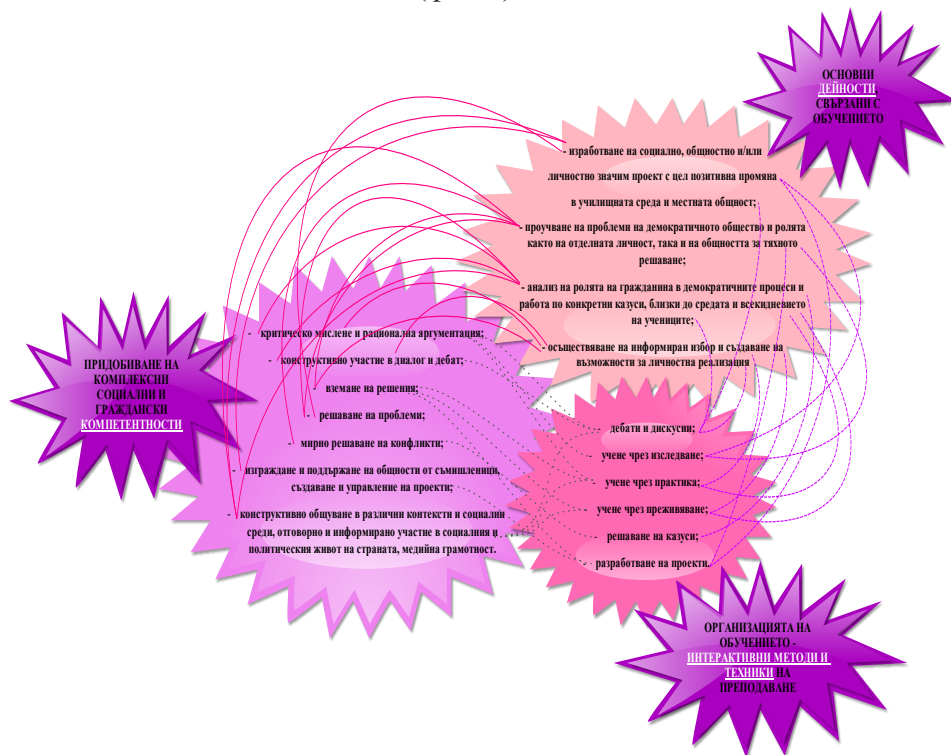 ОСНОВНИ
ДЕЙНОСТИ
СВЪРЗАНИ С
ОБУЧЕНИЕТО
- изработване на социално, общностно и/или
личностно значим проект с цел позитивна промяна
в училищната среда и местната общност;
- проучване на проблеми на демократичното общество и ролята
както на отделната личност, така и на общността за тяхното
решаване;
- анализ на ролята на гражданина в демократичните процеси и
работа по конкретни казуси, близки до средата и всекидневието
на учениците;
- осъществяване на информиран избор и създаване на
възможности за личностна реализация
ПРИДОБИВАНЕ НА
КОМПЛЕКСНИ
СОЦИАЛНИ И
ГРАЖДАНСКИ
КОМПЕТЕНТНОСТИ
- критическо мислене и рационална аргументация;
- конструктивно участие в диалог и дебат;
- вземане на решения;
- решаване на проблеми;
- мирно решаване на конфликти;
- изграждане и поддържане на общности от съмишленици,
създаване и управление на проекти;
- конструктивно общуване в различни контексти и социални
среди, отговорно и информирано участие в социалния и
политическия живот на страната, медийна грамотност.
- дебати и дискусии;
- учене чрез изследване;
- учене чрез практика;
- учене чрез преживяване;
- решаване на казуси;
- разработване на проекти.
ОРГАНИЗАЦИЯТА НА
ОБУЧЕНИЕТО -
ИНТЕРАКТИВНИ МЕТОДИ И
ТЕХНИКИ НА
ПРЕПОДАВАНЕ